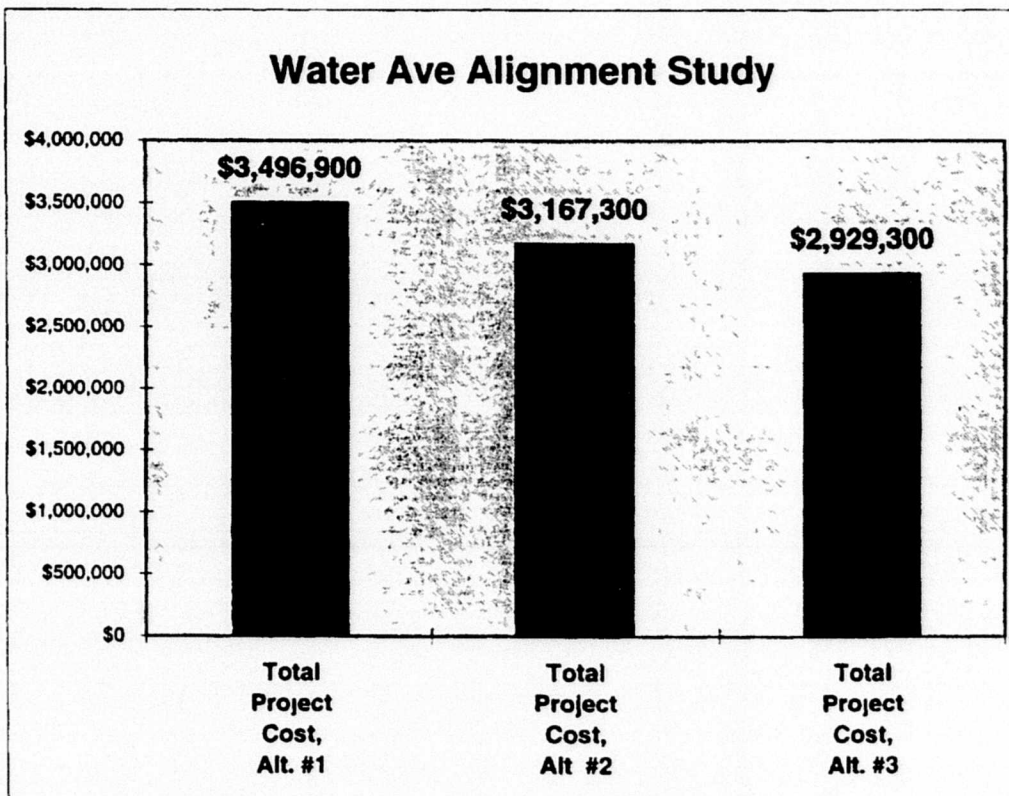 Water Ave Alignment Study
$4,000,000
$3,500,000
$3,000,000
$2,500,000
$2,000,000
$1,500,000
$1,000,000
$500,000
$0
$3,496,900
$3,167,300
$2,929,300
Total
Project
Cost,
Alt. #1
Total
Project
Cost,
Alt #2
Total
Project
Cost,
Alt. #3